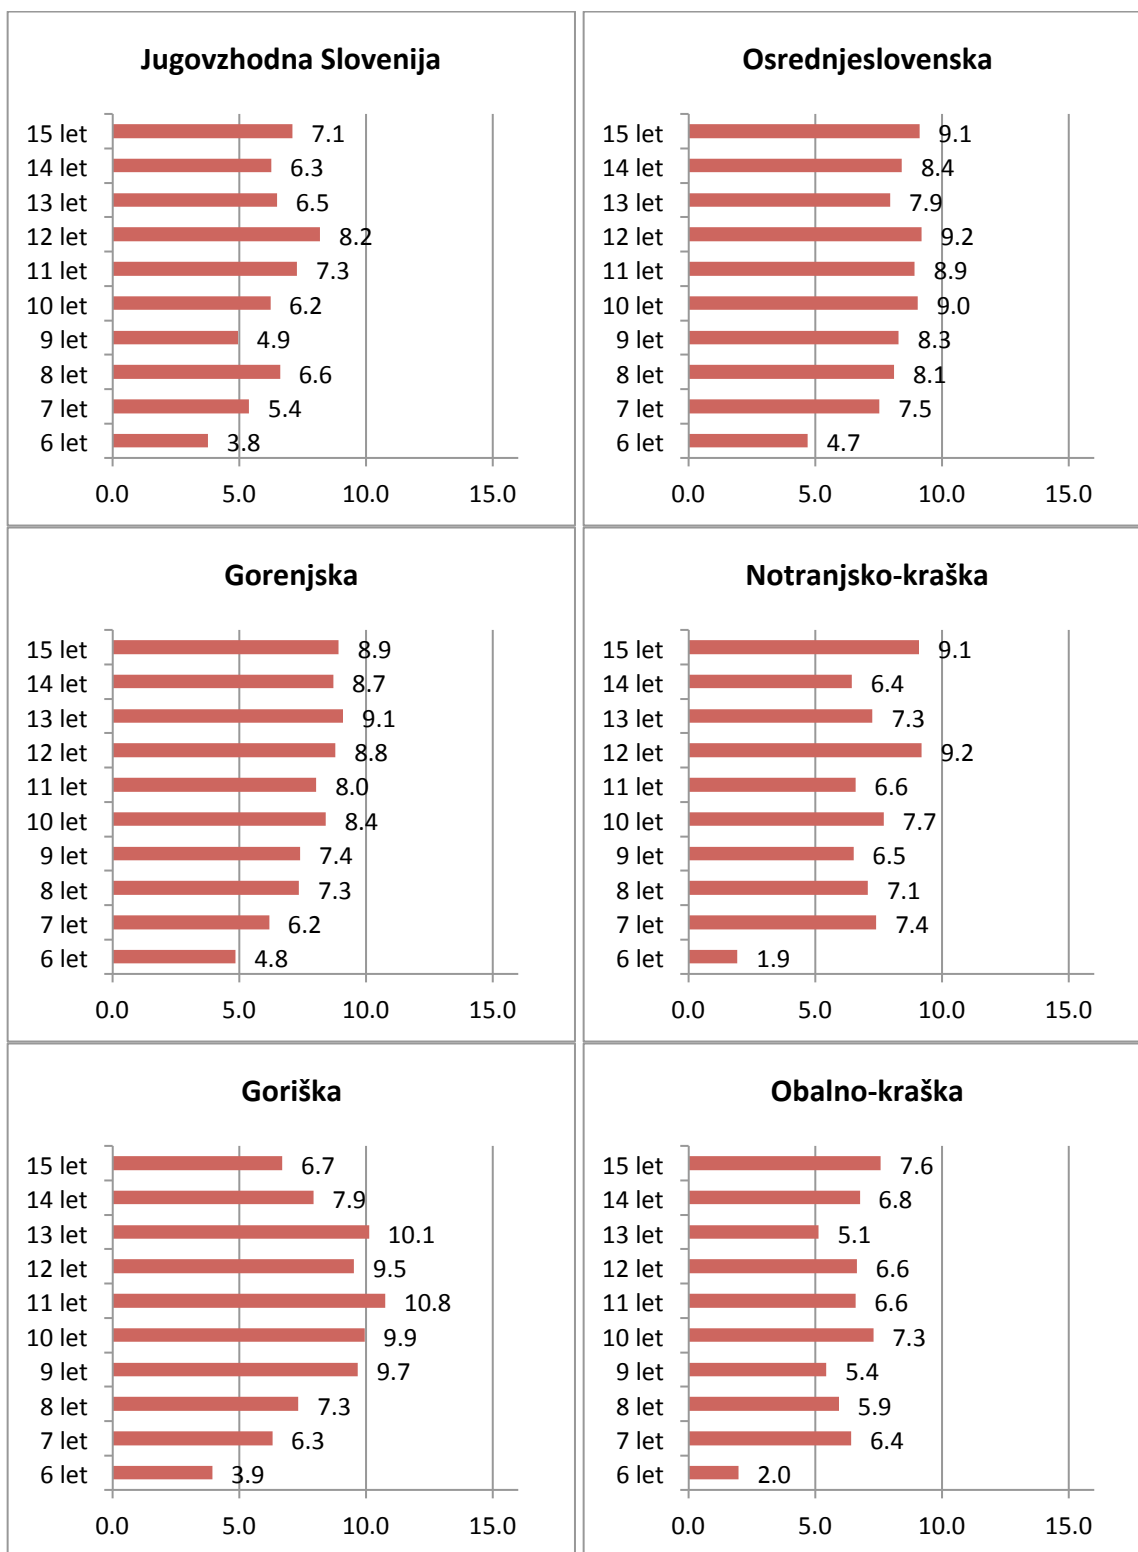 Jugovzhodna Slovenija
15 let 7.1
14 let 6.3
13 let 6.5
12 let 8.2
11 let 7.3
10 let 6.2
9 let 4.9
8 let 6.6
7 let 5.4
6 let 3.8
0.0 5.0 10.0 15.0
Osrednjeslovenska
15 let 9.1
14 let 8.4
13 let 7.9
12 let 9.2
11 let 8.9
10 let 9.0
9 let 8.3
8 let 8.1
7 let 7.5
6 let 4.7
0.0 5.0 10.0 15.0
Gorenjska
15 let 8.9
14 let 8.7
13 let 9.1
12 let 8.8
11 let 8.0
10 let 8.4
9 let 7.4
8 let 7.3
7 let 6.2
6 let 4.8
0.0 5.0 10.0 15.0
Notranjsko-kraška
15 let 9.1
14 let 6.4
13 let 7.3
12 let 9.2
11 let 6.6
10 let 7.7
9 let 6.5
8 let 7.1
7 let 7.4
6 let 1.9
0.0 5.0 10.0 15.0
Goriška
15 let 6.7
14 let 7.9
13 let 10.1
12 let 9.5
11 let 10.8
10 let 9.9
9 let 9.7
8 let 7.3
7 let 6.3
6 let 3.9
0.0 5.0 10.0 15.0
Obalno-kraška
15 let 7.6
14 let 6.8
13 let 5.1
12 let 6.6
11 let 6.6
10 let 7.3
9 let 5.4
8 let 5.9
7 let 6.4
6 let 2.0
0.0 5.0 10.0 15.0